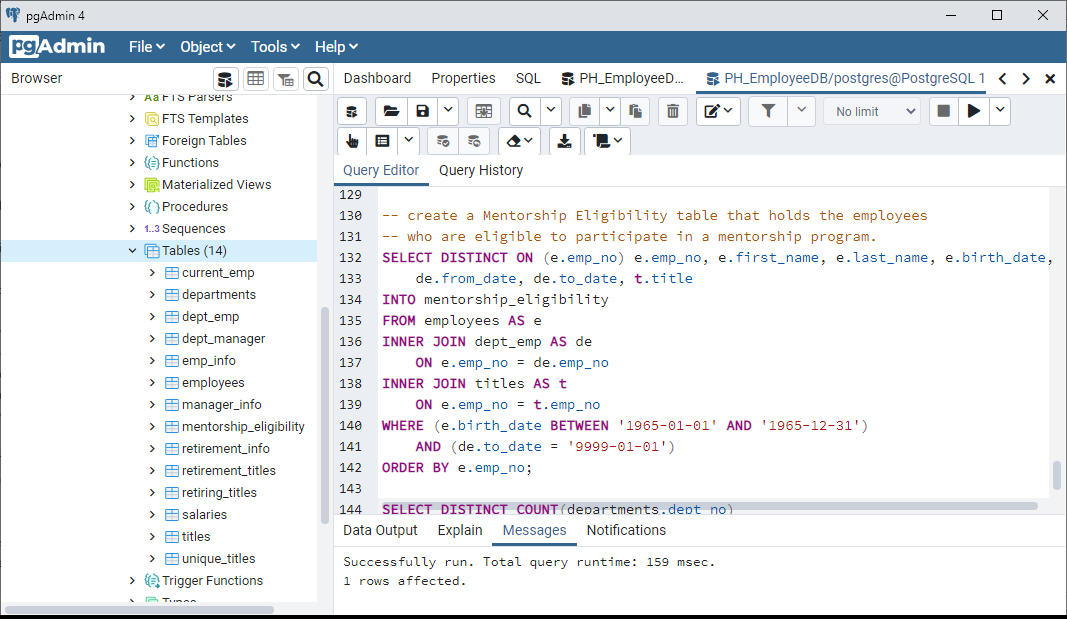 pgAdmin 4
pgAdmin File Object Tools Help
Browser
Dashboard Properties SQL PH_EmployeeD... PH_EmployeeDB/postgres@PostgreSQL 1
No limit
Query Editor Query History
FTS Parsers
FTS Templates
Foreign Tables
Functions
Materialized Views
Procedures
1..3 Sequences
Tables (14)
current_emp
departments
dept_emp
dept_manager
emp_info
employees
manager_info
mentorship_eligibility
retirement_info
retirement_titles
retiring_titles
salaries
titles
unique_titles
Trigger Functions
Types
129
130 -- create a Mentorship Eligibility table that holds the employees
131 -- who are eligible to participate in a mentorship program.
132 SELECT DISTINCT ON (e.emp_no) e.emp_no, e.first_name, e.last_name, e.birth_date,
133 de.from_date, de.to_date, t.title
134 INTO mentorship_eligibility
135 FROM employees AS e
136 INNER JOIN dept_emp AS de
137 ON e.emp_no = de.emp_no
138 INNER JOIN titles AS t
139 ON e.emp_no = t.emp_no
140 WHERE (e.birth_date BETWEEN '1965-01-01' AND '1965-12-31')
141 AND (de.to_date = '9999-01-01')
142 ORDER BY e.emp_no;
143
144 SELECT DISTINCT COUNT(departments.dept_no)
Data Output Explain Messages Notifications
Successfully run. Total query runtime: 159 msec.
1 rows affected.